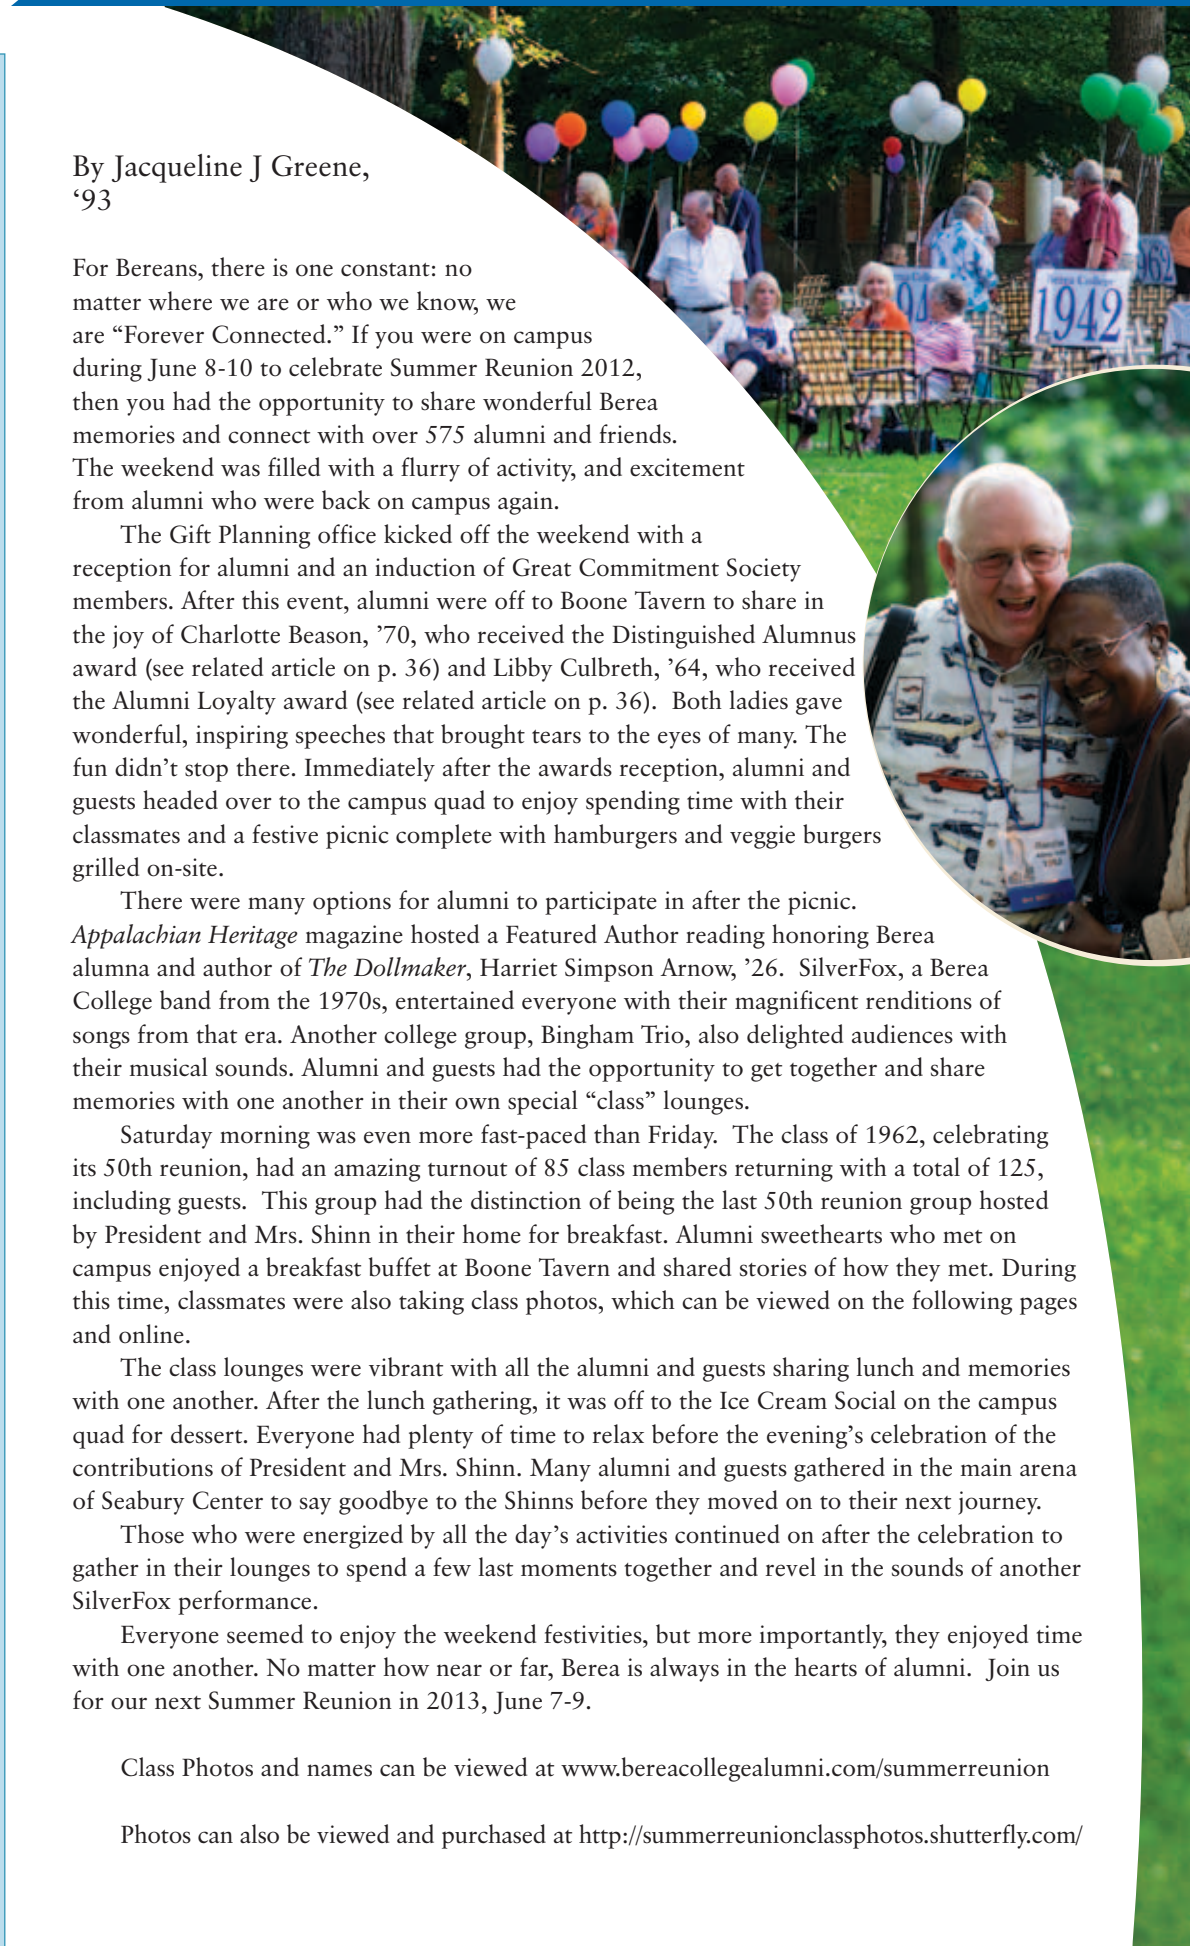 By Jacqueline J Greene,
‘93
For Bereans, there is one constant: no
matter where we are or who we know, we
are “Forever Connected.” If you were on campus
during June 8-10 to celebrate Summer Reunion 2012,
then you had the opportunity to share wonderful Berea
memories and connect with over 575 alumni and friends.
The weekend was filled with a flurry of activity, and excitement
from alumni who were back on campus again.
The Gift Planning office kicked off the weekend with a
reception for alumni and an induction of Great Commitment Society
members. After this event, alumni were off to Boone Tavern to share in
the joy of Charlotte Beason, ’70, who received the Distinguished Alumnus
award (see related article on p. 36) and Libby Culbreth, ’64, who received
the Alumni Loyalty award (see related article on p. 36).  Both ladies gave
wonderful, inspiring speeches that brought tears to the eyes of many. The
fun didn’t stop there. Immediately after the awards reception, alumni and
guests headed over to the campus quad to enjoy spending time with their
classmates and a festive picnic complete with hamburgers and veggie burgers
grilled on-site.
There were many options for alumni to participate in after the picnic.
Appalachian Heritage magazine hosted a Featured Author reading honoring Berea
alumna and author of The Dollmaker, Harriet Simpson Arnow, ’26.  SilverFox, a Berea
College band from the 1970s, entertained everyone with their magnificent renditions of
songs from that era. Another college group, Bingham Trio, also delighted audiences with
their musical sounds. Alumni and guests had the opportunity to get together and share
memories with one another in their own special “class” lounges.
Saturday morning was even more fast-paced than Friday.  The class of 1962, celebrating
its 50th reunion, had an amazing turnout of 85 class members returning with a total of 125,
including guests.  This group had the distinction of being the last 50th reunion group hosted
by President and Mrs. Shinn in their home for breakfast. Alumni sweethearts who met on
campus enjoyed a breakfast buffet at Boone Tavern and shared stories of how they met. During
this time, classmates were also taking class photos, which can be viewed on the following pages
and online.
The class lounges were vibrant with all the alumni and guests sharing lunch and memories
with one another. After the lunch gathering, it was off to the Ice Cream Social on the campus
quad for dessert. Everyone had plenty of time to relax before the evening’s celebration of the
contributions of President and Mrs. Shinn. Many alumni and guests gathered in the main arena
of Seabury Center to say goodbye to the Shinns before they moved on to their next journey.
Those who were energized by all the day’s activities continued on after the celebration to
gather in their lounges to spend a few last moments together and revel in the sounds of another
SilverFox performance.
Everyone seemed to enjoy the weekend festivities, but more importantly, they enjoyed time
with one another. No matter how near or far, Berea is always in the hearts of alumni.  Join us
for our next Summer Reunion in 2013, June 7-9.
Class Photos and names can be viewed at www.bereacollegealumni.com/summerreunion
Photos can also be viewed and purchased at http://summerreunionclassphotos.shutterfly.com/
94
Berea College
1942
962